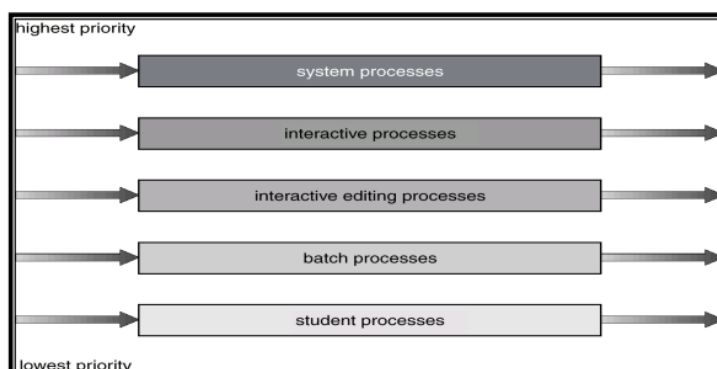 highest priority
system processes
interactive processes
interactive editing processes
batch processes
student processes
lowest priority